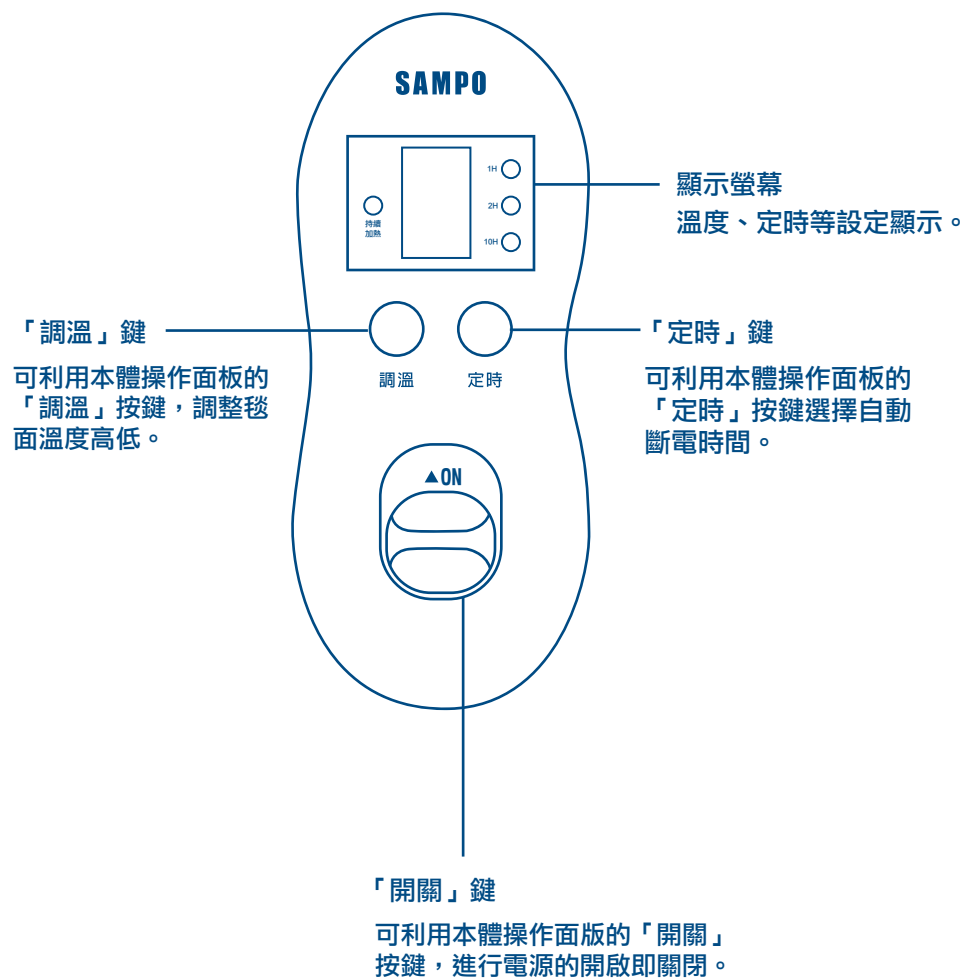 SAMPO
1H
2H
10H
持續
加熱
顯示螢幕
溫度、定時等設定顯示。
「調溫」鍵
可利用本體操作面板的
「調溫」按鍵，調整毯
面溫度高低。
調溫
定時
「定時」鍵
可利用本體操作面板的
「定時」按鍵選擇自動
斷電時間。
▲ON
「開關」鍵
可利用本體操作面版的「開關」
按鍵，進行電源的開啟即關閉。